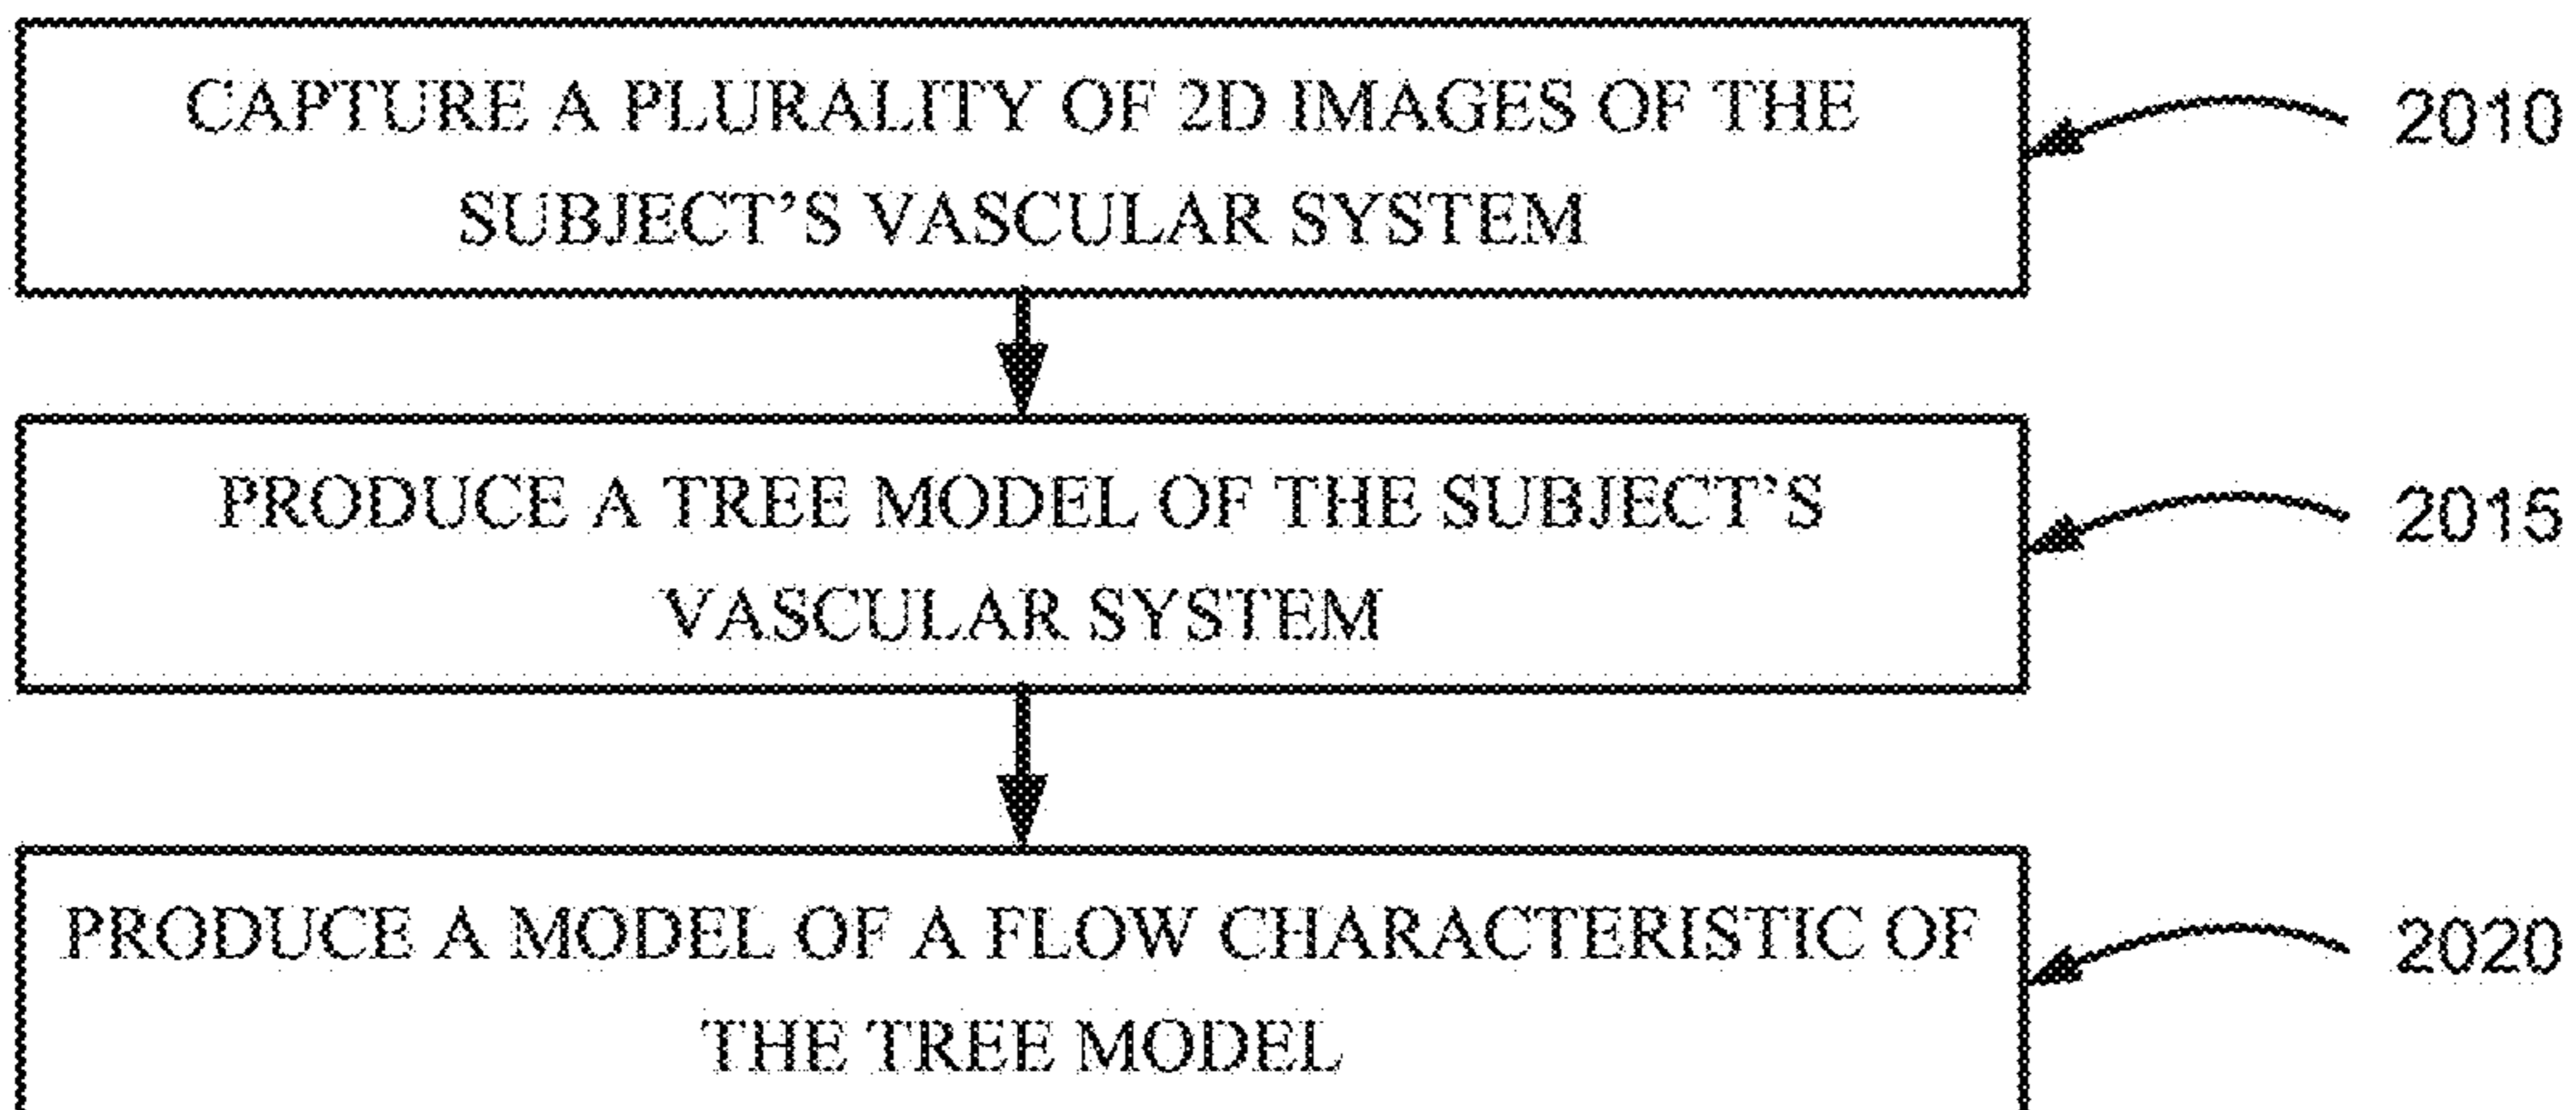 CAPTURE A PLURALITY OF 2D IMAGES OF THE
SUBJECT'S VASCULAR SYSTEM
2010
PRODUCE A TREE MODEL OF THE SUBJECT'S
VASCULAR SYSTEM
2015
PRODUCE A MODEL OF A FLOW CHARACTERISTIC OF
THE TREE MODEL
2020